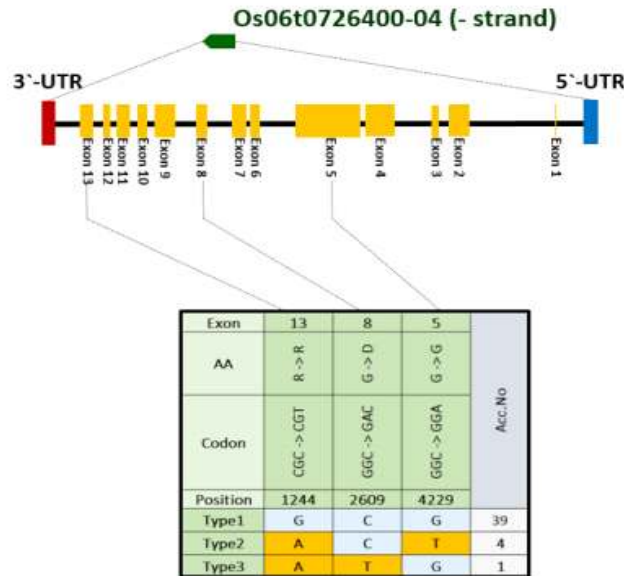 Os06t0726400-04 (- strand)
3`-UTR 5`-UTR
Exon 13 Exon 12 Exon 11 Exon 10 Exon 9 Exon 8 Exon 7 Exon 6 Exon 5 Exon 4 Exon 3 Exon 2 Exon 1
Exon 13 8 5 Acc.No
AA R -> R G -> D G -> G
Codon CGC -> CGT GGC -> GAC GGC -> GGA
Position 1244 2609 4229
Type1 G C G 39
Type2 A C T 4
Type3 A T G 1